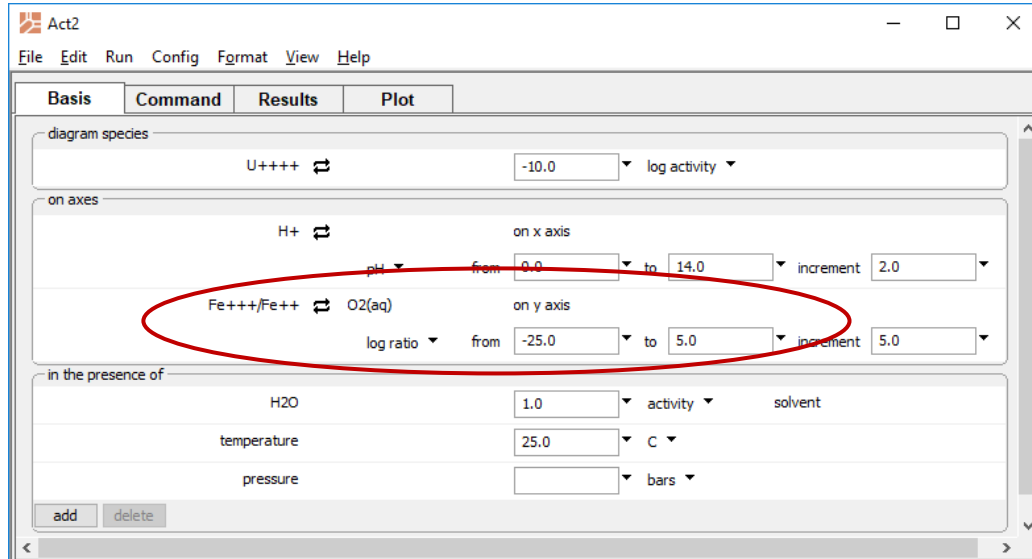 Act2
File Edit Run Config Format View Help
Basis Command Results Plot
diagram species
U++++ -10.0 log activity
on axes
H+ on x axis
pH from 0.0 to 14.0 increment 2.0
Fe+++/Fe++ O2(aq) on y axis
log ratio from -25.0 to 5.0 increment 5.0
in the presence of
H2O 1.0 activity solvent
temperature 25.0 C
pressure bars
add delete